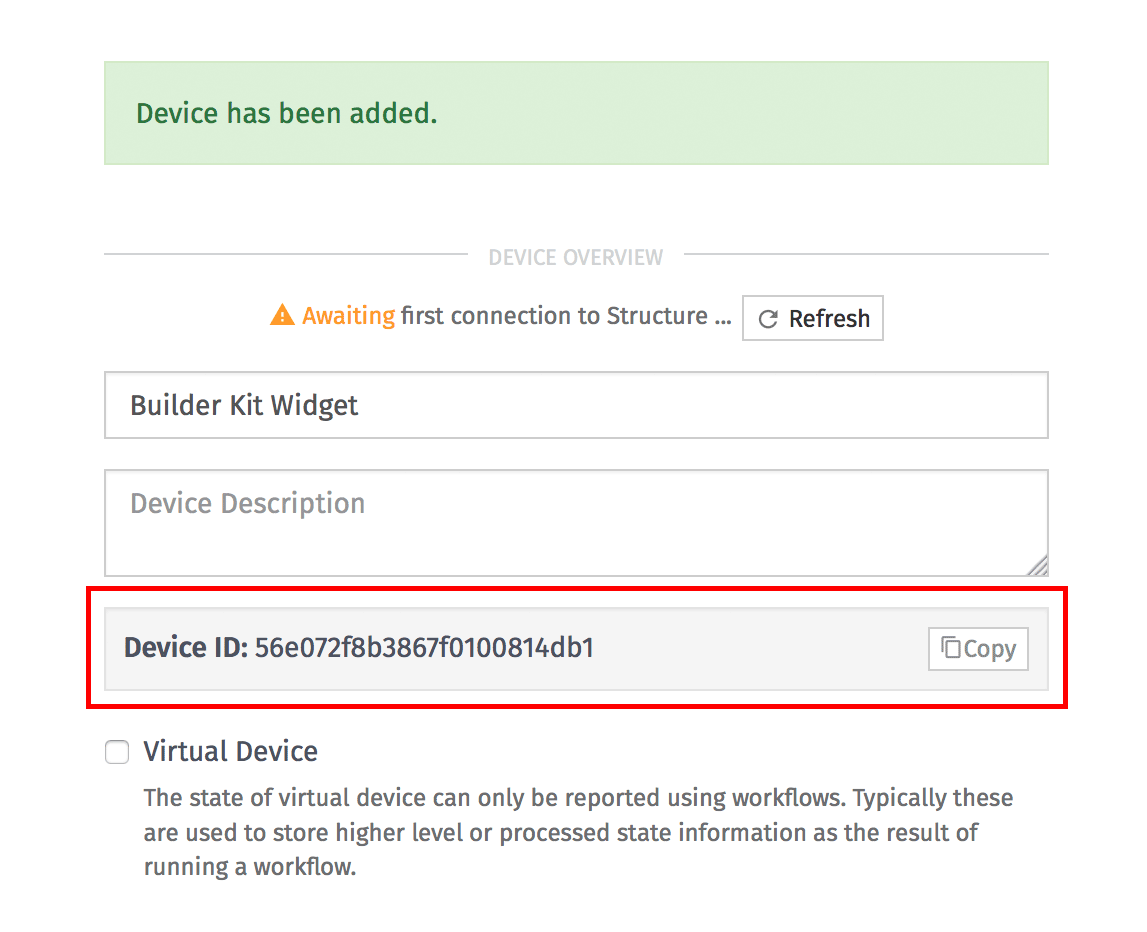 Device has been added.
DEVICE OVERVIEW
Awaiting first connection to Structure ... Refresh
Builder Kit Widget
Device Description
Device ID: 56e072f8b3867f0100814db1 Copy
Virtual Device
The state of virtual device can only be reported using workflows. Typically these
are used to store higher level or processed state information as the result of
running a workflow.